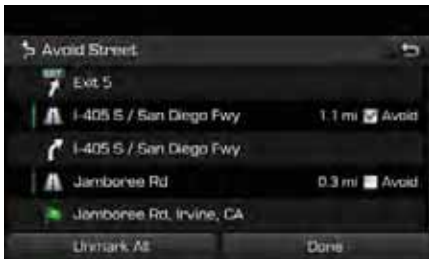 Avoid Street
EXIT
Exit 5
I-405 S / San Diego Fwy 1.1 mi Avoid
I-405 S / San Diego Fwy
Jamboree Rd 0.3 mi Avoid
Jamboree Rd, Irvine, CA
Unmark All Done